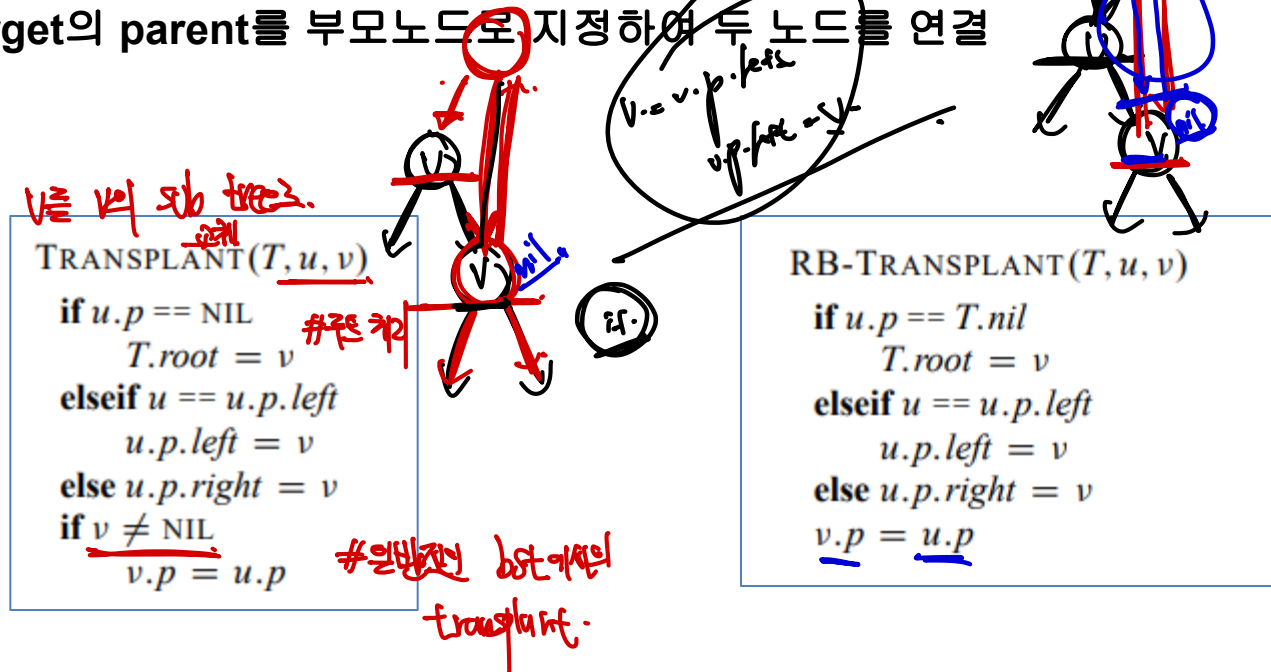 get의 parent를 부모노드로 지정하여 두 노드를 연결
v.p.left = v
nil
u를 v의 sub tree로
교체
TRANSPLANT(T, u, v)
if u.p == NIL
T.root = v
elseif u == u.p.left
u.p.left = v
else u.p.right = v
if v ≠ NIL
v.p = u.p
nil
if.
#일반적인 bst에서의
transplant.
RB-TRANSPLANT(T, u, v)
if u.p == T.nil
T.root = v
elseif u == u.p.left
u.p.left = v
else u.p.right = v
v.p = u.p